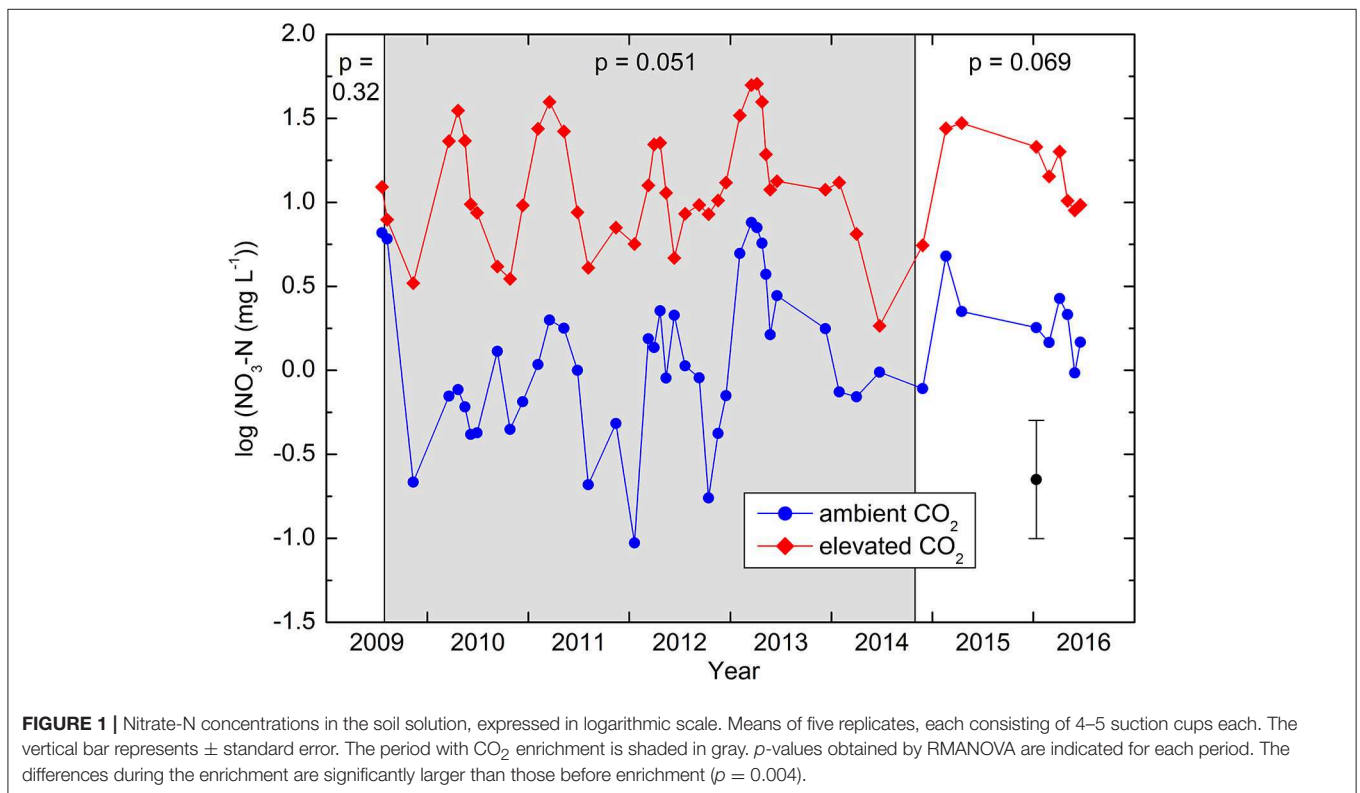 2.0
p =
0.32
p = 0.051
p = 0.069
1.5
1.0
0.5
0.0
-0.5
-1.0
-1.5
log (NO₃-N (mg L⁻¹)
ambient CO₂
elevated CO₂
2009 2010 2011 2012 2013 2014 2015 2016
Year
FIGURE 1 | Nitrate-N concentrations in the soil solution, expressed in logarithmic scale. Means of five replicates, each consisting of 4–5 suction cups each. The
vertical bar represents ± standard error. The period with CO₂ enrichment is shaded in gray. p-values obtained by RMANOVA are indicated for each period. The
differences during the enrichment are significantly larger than those before enrichment (p = 0.004).